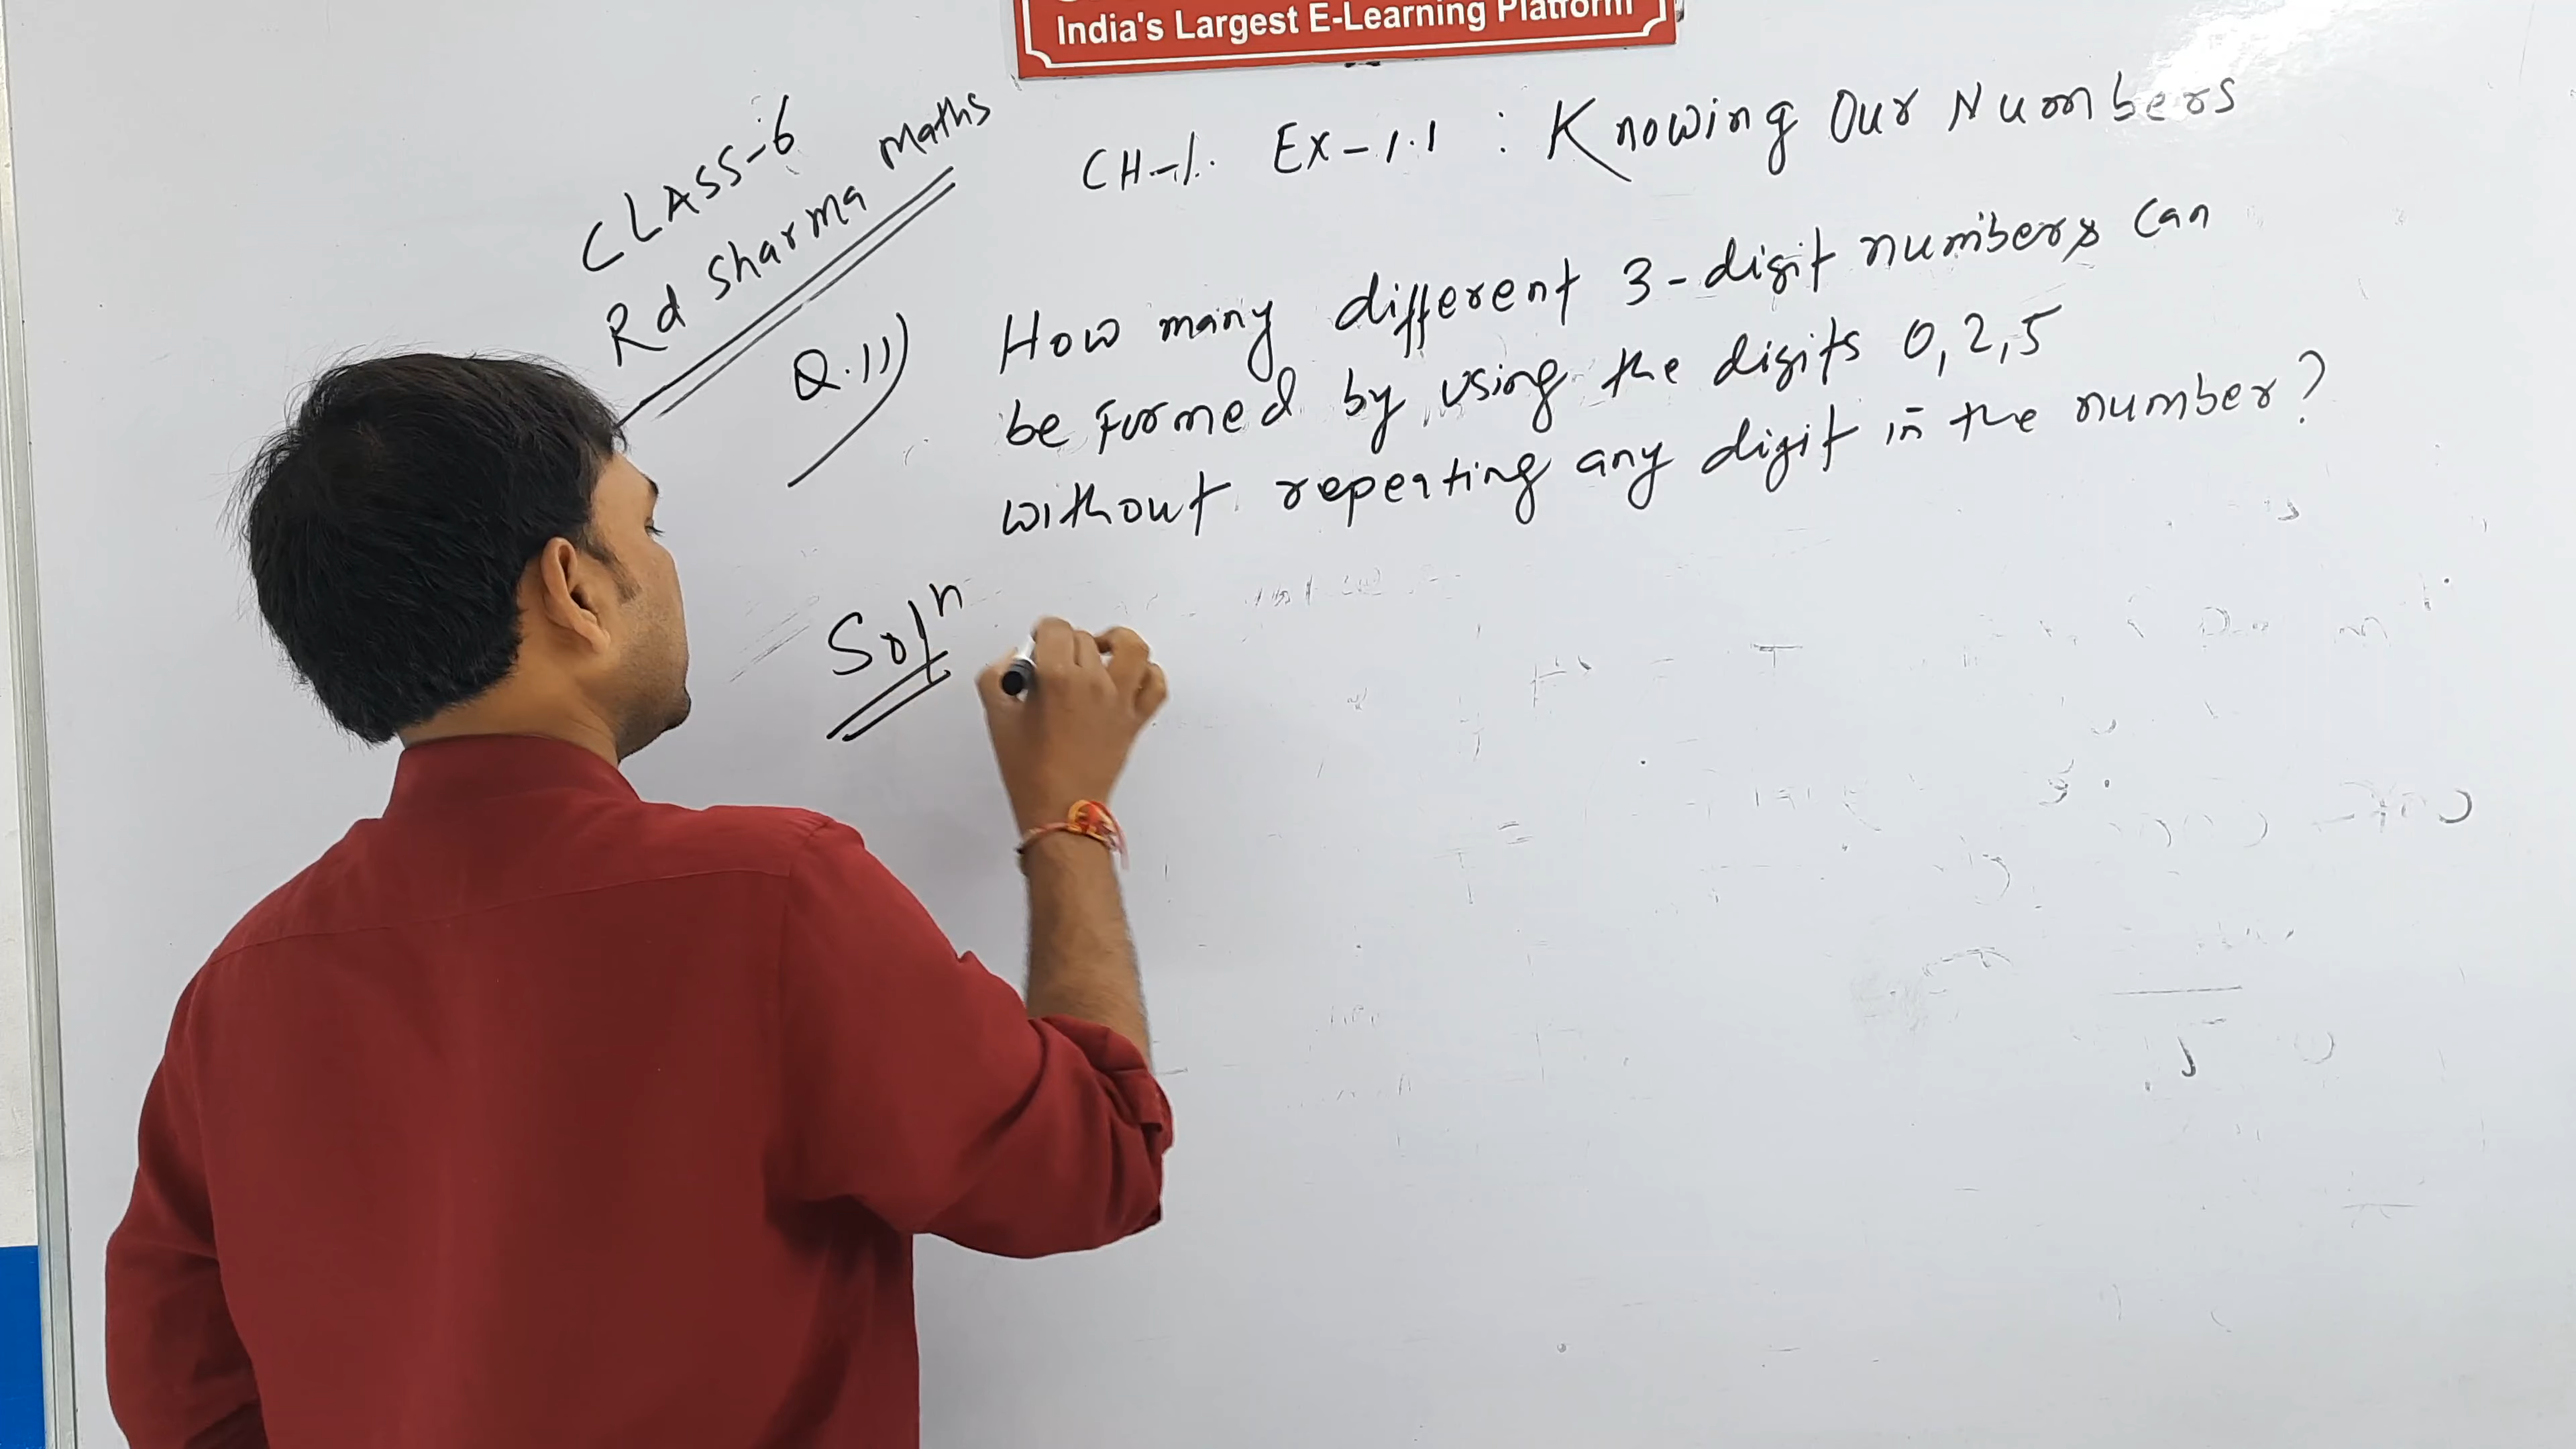 India's Largest E-Learning Platform
CLASS-6
Rd Sharma Maths
CH-1. Ex-1.1 : Knowing Our Numbers
Q.11) How many different 3-digit numbers can
be formed by using the digits 0,2,5
without repeating any digit in the number?
Solⁿ